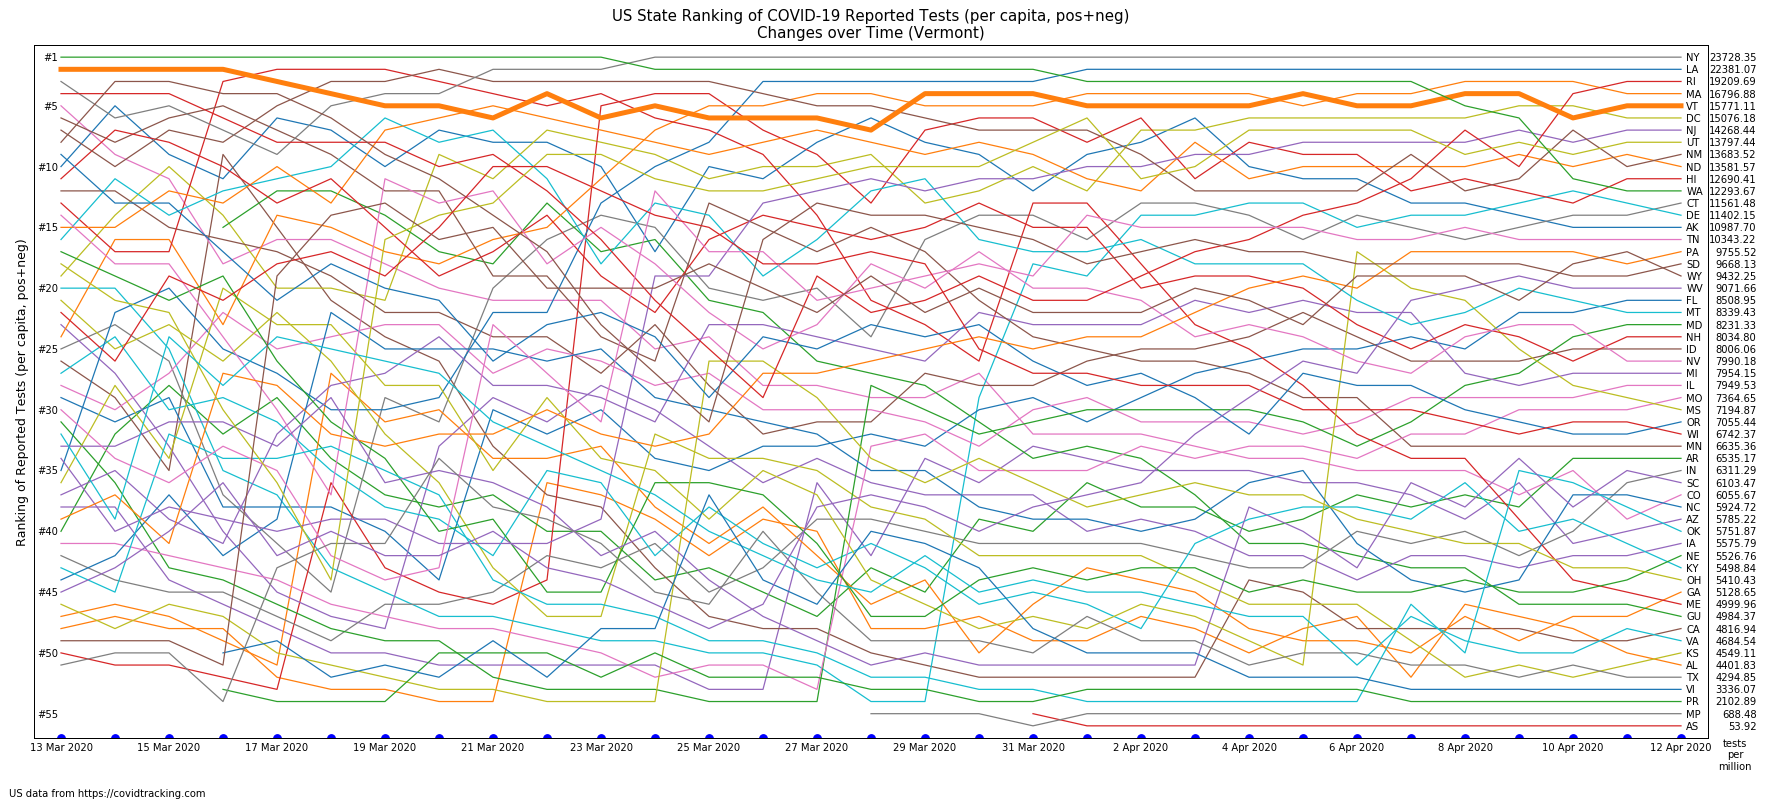 US State Ranking of COVID-19 Reported Tests (per capita, pos+neg)
Changes over Time (Vermont)
Ranking of Reported Tests (per capita, pos+neg)
#1
#5
#10
#15
#20
#25
#30
#35
#40
#45
#50
#55
NY 23728.35
LA 22381.07
RI 19209.69
MA 16796.88
VT 15771.11
DC 15076.18
NJ 14268.44
UT 13797.44
NM 13683.52
ND 13581.57
HI 12690.41
WA 12293.67
CT 11561.48
DE 11402.15
AK 10987.70
TN 10343.22
PA 9755.52
SD 9668.13
WY 9432.25
WV 9071.66
FL 8508.95
MT 8339.43
MD 8231.33
NH 8034.80
ID 8006.06
NV 7990.18
MI 7954.15
IL 7949.53
MO 7364.65
MS 7194.87
OR 7055.44
WI 6742.37
MN 6635.36
AR 6535.17
IN 6311.29
SC 6103.47
CO 6055.67
NC 5924.72
AZ 5785.22
OK 5751.87
IA 5575.79
NE 5526.76
KY 5498.84
OH 5410.43
GA 5128.65
ME 4999.96
GU 4984.37
CA 4816.94
VA 4684.54
KS 4549.11
AL 4401.83
TX 4294.85
VI 3336.07
PR 2102.89
MP 688.48
AS 53.92
13 Mar 2020 15 Mar 2020 17 Mar 2020 19 Mar 2020 21 Mar 2020 23 Mar 2020 25 Mar 2020 27 Mar 2020 29 Mar 2020 31 Mar 2020 2 Apr 2020 4 Apr 2020 6 Apr 2020 8 Apr 2020 10 Apr 2020 12 Apr 2020
tests
per
million
US data from https://covidtracking.com